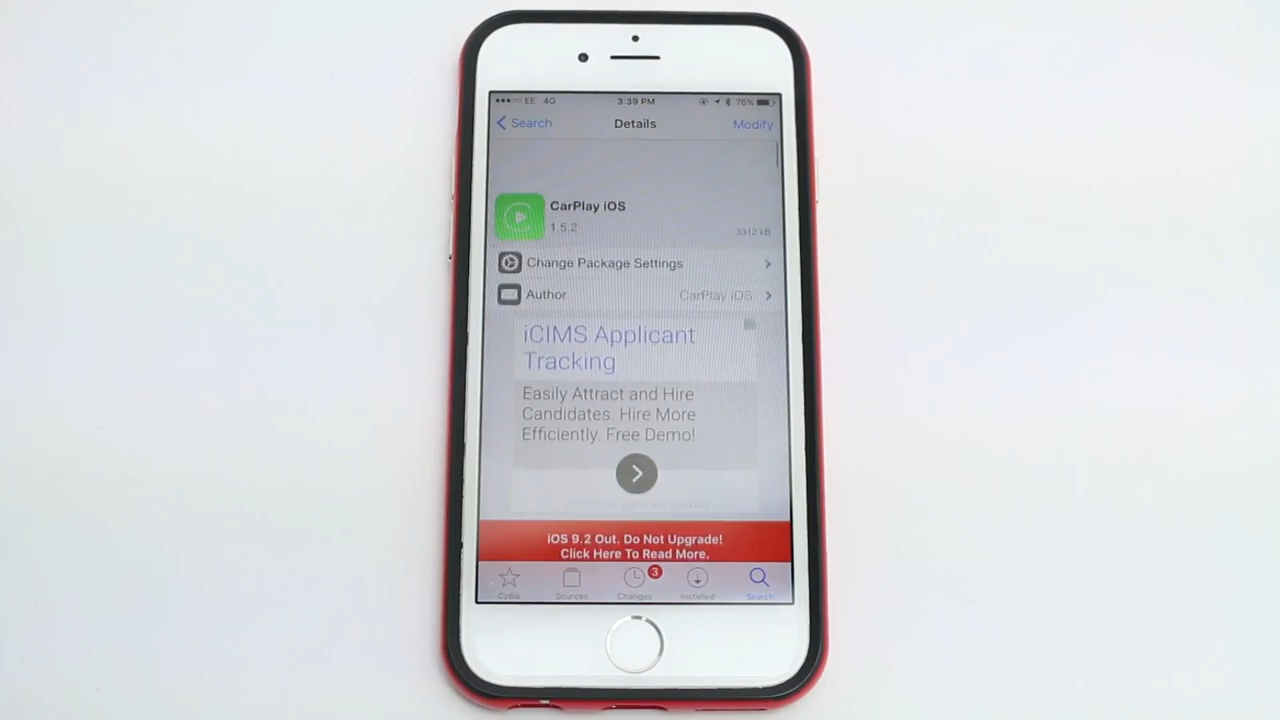 EE 4G 3:39 PM 76%
Search Details Modify
CarPlay iOS
1.5.2 3312 kB
Change Package Settings
Author CarPlay iOS
iCIMS Applicant
Tracking
Easily Attract and Hire
Candidates. Hire More
Efficiently. Free Demo!
iOS 9.2 Out, Do Not Upgrade!
Click Here To Read More.
3
Cydia Sources Changes Installed Search